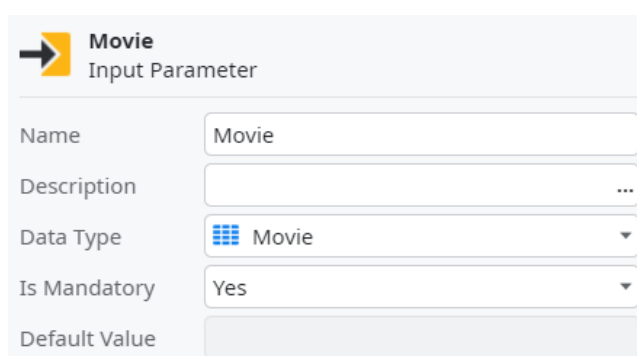 Movie
Input Parameter
Name Movie
Description ...
Data Type Movie
Is Mandatory Yes
Default Value